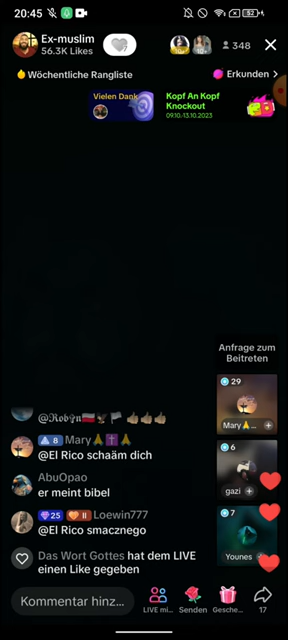 20:45
Ex-muslim
56.3K Likes
348
Wöchentliche Rangliste
Erkunden >
Vielen Dank
Kopf An Kopf
Knockout
09.10.-13.10.2023
Anfrage zum
Beitreten
29
Mary🙏...
6
gazi
7
Younes
8 Mary🙏✝️🙏
@El Rico schaäm dich
AbuOpao
er meint bibel
25 II Loewin777
@El Rico smacznego
Das Wort Gottes hat dem LIVE
einen Like gegeben
Kommentar hinz...
LIVE mi...
Senden
Gesche...
17